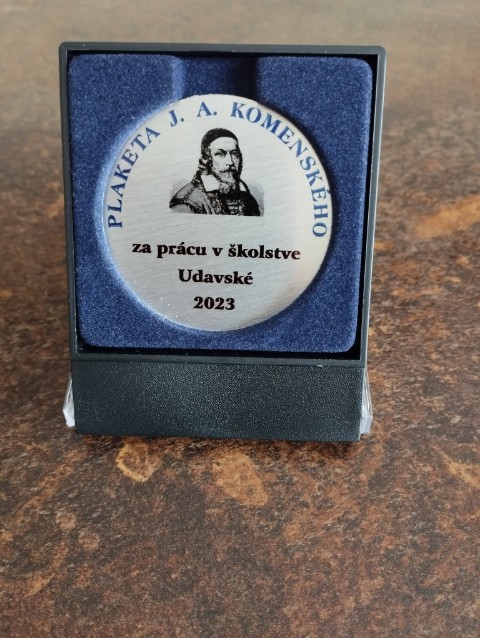 PLAKETA J. A. KOMENSKÉHO
za prácu v školstve
Udavské
2023